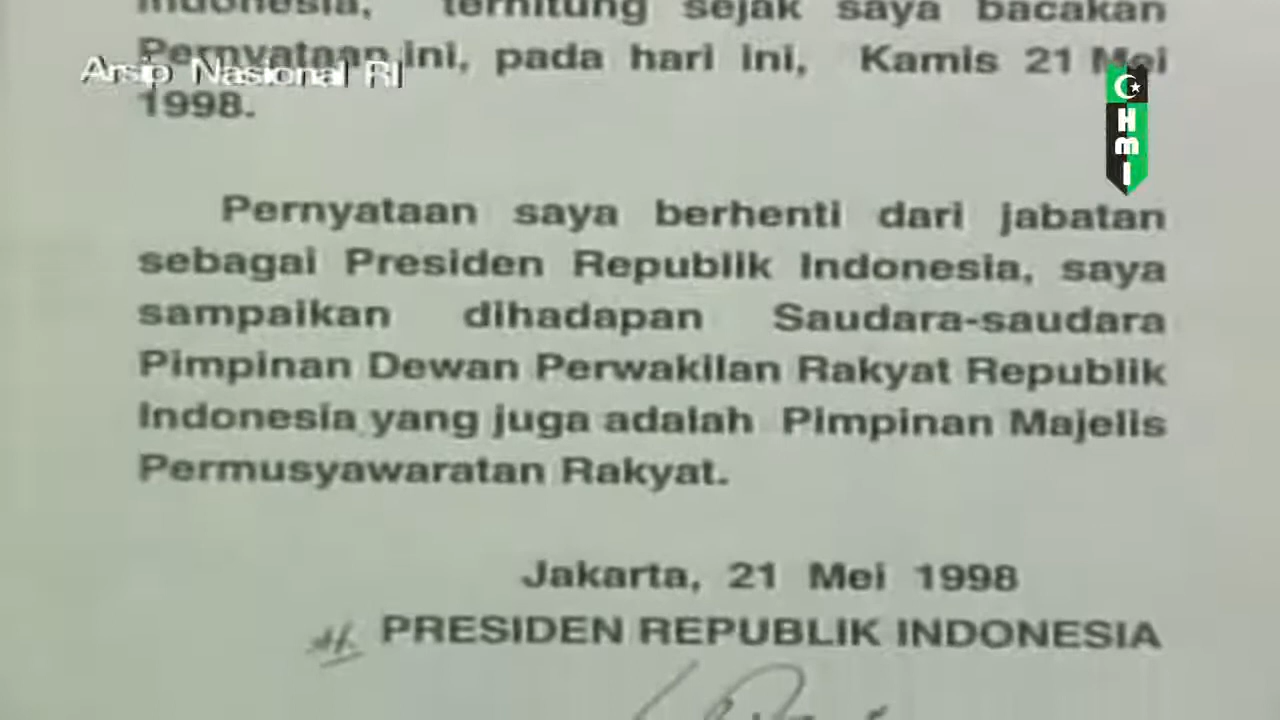 Indonesia, terhitung sejak saya bacakan
Pernyataan ini, pada hari ini, Kamis 21 Mei
1998.
Arsip Nasional RI
HMI
Pernyataan saya berhenti dari jabatan
sebagai Presiden Republik Indonesia, saya
sampaikan dihadapan Saudara-saudara
Pimpinan Dewan Perwakilan Rakyat Republik
Indonesia yang juga adalah Pimpinan Majelis
Permusyawaratan Rakyat.
Jakarta, 21 Mei 1998
PRESIDEN REPUBLIK INDONESIA